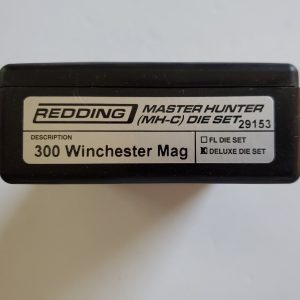 REDDING
MASTER HUNTER
(MH-C) DIE SET
29153
DESCRIPTION
300 Winchester Mag
☐ FL DIE SET
☒ DELUXE DIE SET